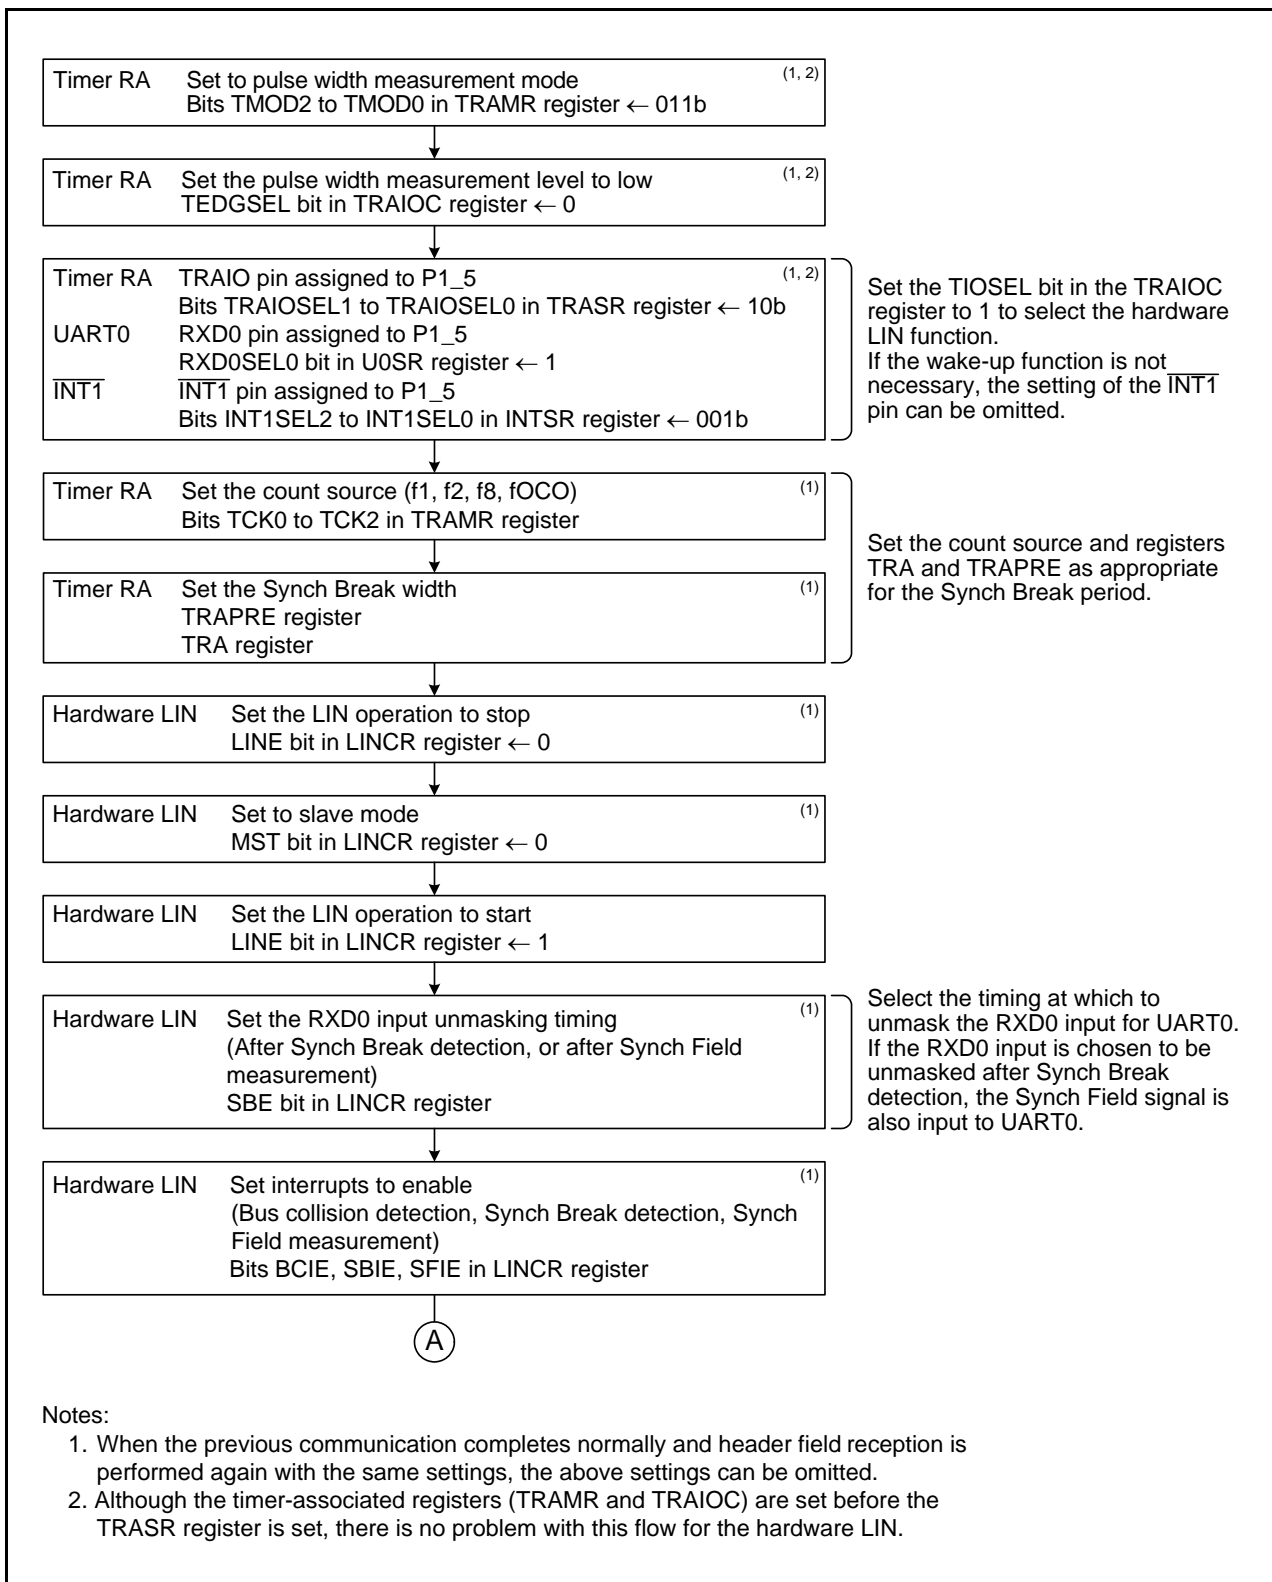 Timer RA Set to pulse width measurement mode (1, 2)
Bits TMOD2 to TMOD0 in TRAMR register ← 011b
Timer RA Set the pulse width measurement level to low (1, 2)
TEDGSEL bit in TRAIOC register ← 0
Timer RA TRAIO pin assigned to P1_5 (1, 2)
Bits TRAIOSEL1 to TRAIOSEL0 in TRASR register ← 10b
UART0 RXD0 pin assigned to P1_5
RXD0SEL0 bit in U0SR register ← 1
INT1 INT1 pin assigned to P1_5
Bits INT1SEL2 to INT1SEL0 in INTSR register ← 001b
Set the TIOSEL bit in the TRAIOC
register to 1 to select the hardware
LIN function.
If the wake-up function is not
necessary, the setting of the INT1
pin can be omitted.
Timer RA Set the count source (f1, f2, f8, fOCO) (1)
Bits TCK0 to TCK2 in TRAMR register
Timer RA Set the Synch Break width (1)
TRAPRE register
TRA register
Set the count source and registers
TRA and TRAPRE as appropriate
for the Synch Break period.
Hardware LIN Set the LIN operation to stop (1)
LINE bit in LINCR register ← 0
Hardware LIN Set to slave mode (1)
MST bit in LINCR register ← 0
Hardware LIN Set the LIN operation to start
LINE bit in LINCR register ← 1
Hardware LIN Set the RXD0 input unmasking timing (1)
(After Synch Break detection, or after Synch Field
measurement)
SBE bit in LINCR register
Select the timing at which to
unmask the RXD0 input for UART0.
If the RXD0 input is chosen to be
unmasked after Synch Break
detection, the Synch Field signal is
also input to UART0.
Hardware LIN Set interrupts to enable (1)
(Bus collision detection, Synch Break detection, Synch
Field measurement)
Bits BCIE, SBIE, SFIE in LINCR register
A
Notes:
1. When the previous communication completes normally and header field reception is
performed again with the same settings, the above settings can be omitted.
2. Although the timer-associated registers (TRAMR and TRAIOC) are set before the
TRASR register is set, there is no problem with this flow for the hardware LIN.